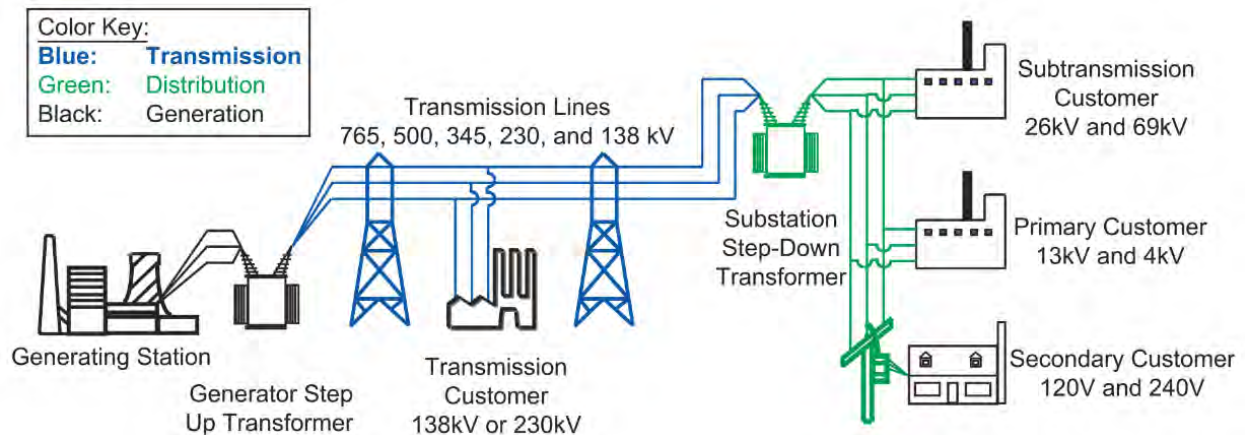 Color Key:
Blue: Transmission
Green: Distribution
Black: Generation
Transmission Lines
765, 500, 345, 230, and 138 kV
Subtransmission
Customer
26kV and 69kV
Substation
Step-Down
Transformer
Primary Customer
13kV and 4kV
Generating Station
Generator Step
Up Transformer
Transmission
Customer
138kV or 230kV
Secondary Customer
120V and 240V